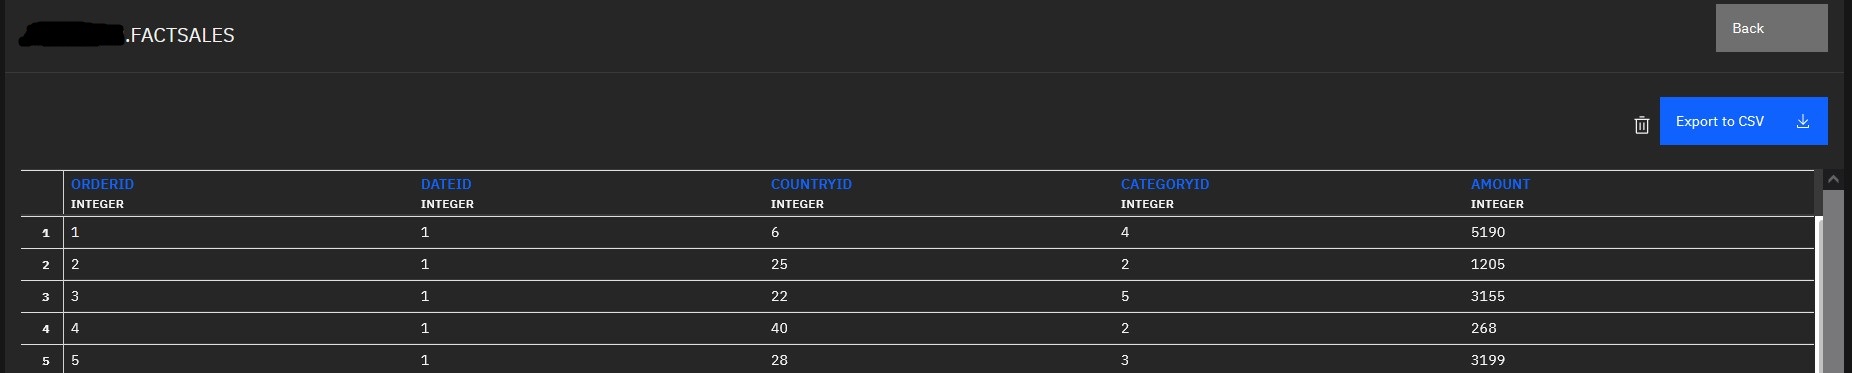 .FACTSALES
Back
Export to CSV
ORDERID DATEID COUNTRYID CATEGORYID AMOUNT
INTEGER INTEGER INTEGER INTEGER INTEGER
1 1 1 6 4 5190
2 2 1 25 2 1205
3 3 1 22 5 3155
4 4 1 40 2 268
5 5 1 28 3 3199